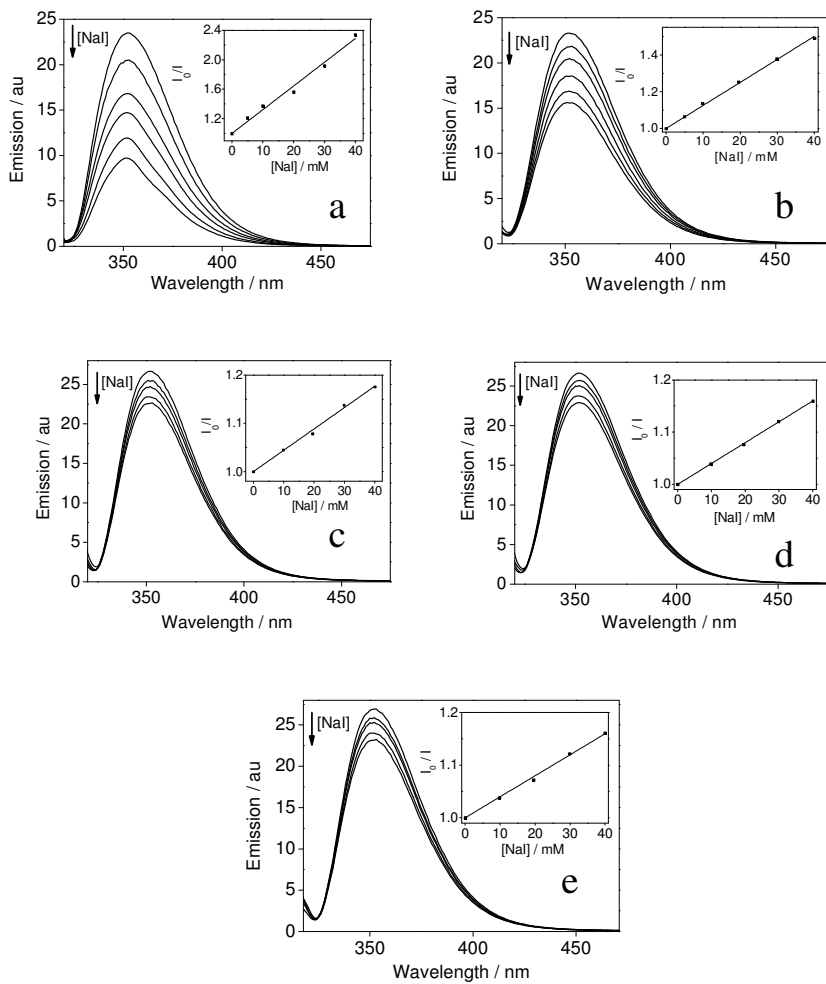 25
20
15
10
5
0
Emission / au
[NaI]
2.4
2.0
1.6
1.2
I0/I
0 10 20 30 40
[NaI] / mM
a
350 400 450
Wavelength / nm
25
20
15
10
5
0
Emission / au
[NaI]
1.4
1.2
1.0
I0/I
0 10 20 30 40
[NaI] / mM
b
350 400 450
Wavelength / nm
25
20
15
10
5
0
Emission / au
[NaI]
1.2
1.1
1.0
I0/I
0 10 20 30 40
[NaI] / mM
c
350 400 450
Wavelength / nm
25
20
15
10
5
0
Emission / au
[NaI]
1.2
1.1
1.0
I0 / I
0 10 20 30 40
[NaI] / mM
d
350 400 450
Wavelength / nm
25
20
15
10
5
0
Emission / au
[NaI]
1.2
1.1
1.0
I0 / I
0 10 20 30 40
[NaI] / mM
e
350 400 450
Wavelength / nm